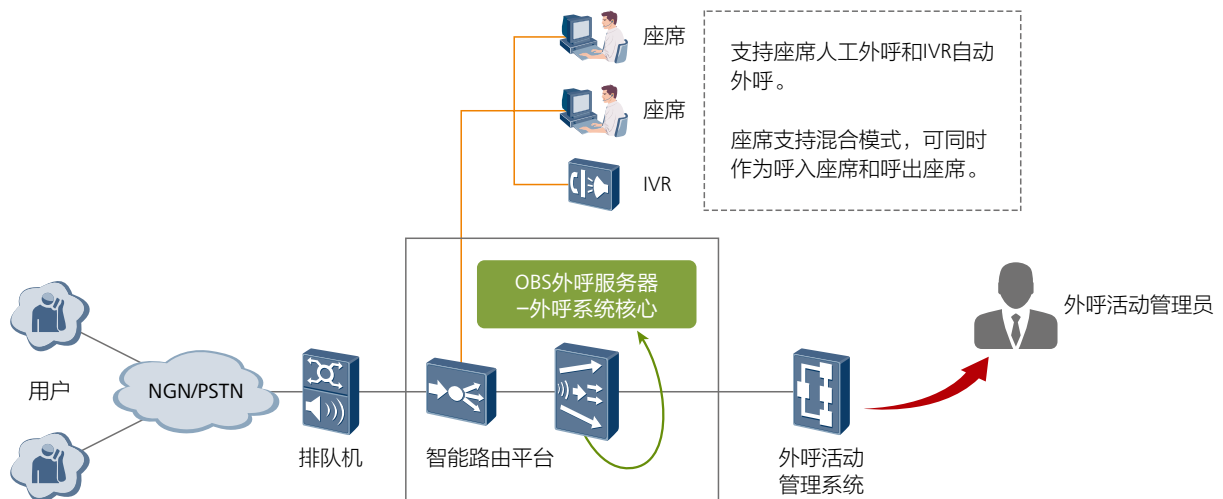 座席
座席
IVR
支持座席人工外呼和IVR自动
外呼。
座席支持混合模式，可同时
作为呼入座席和呼出座席。
OBS外呼服务器
–外呼系统核心
外呼活动管理员
用户
NGN/PSTN
排队机
智能路由平台
外呼活动
管理系统